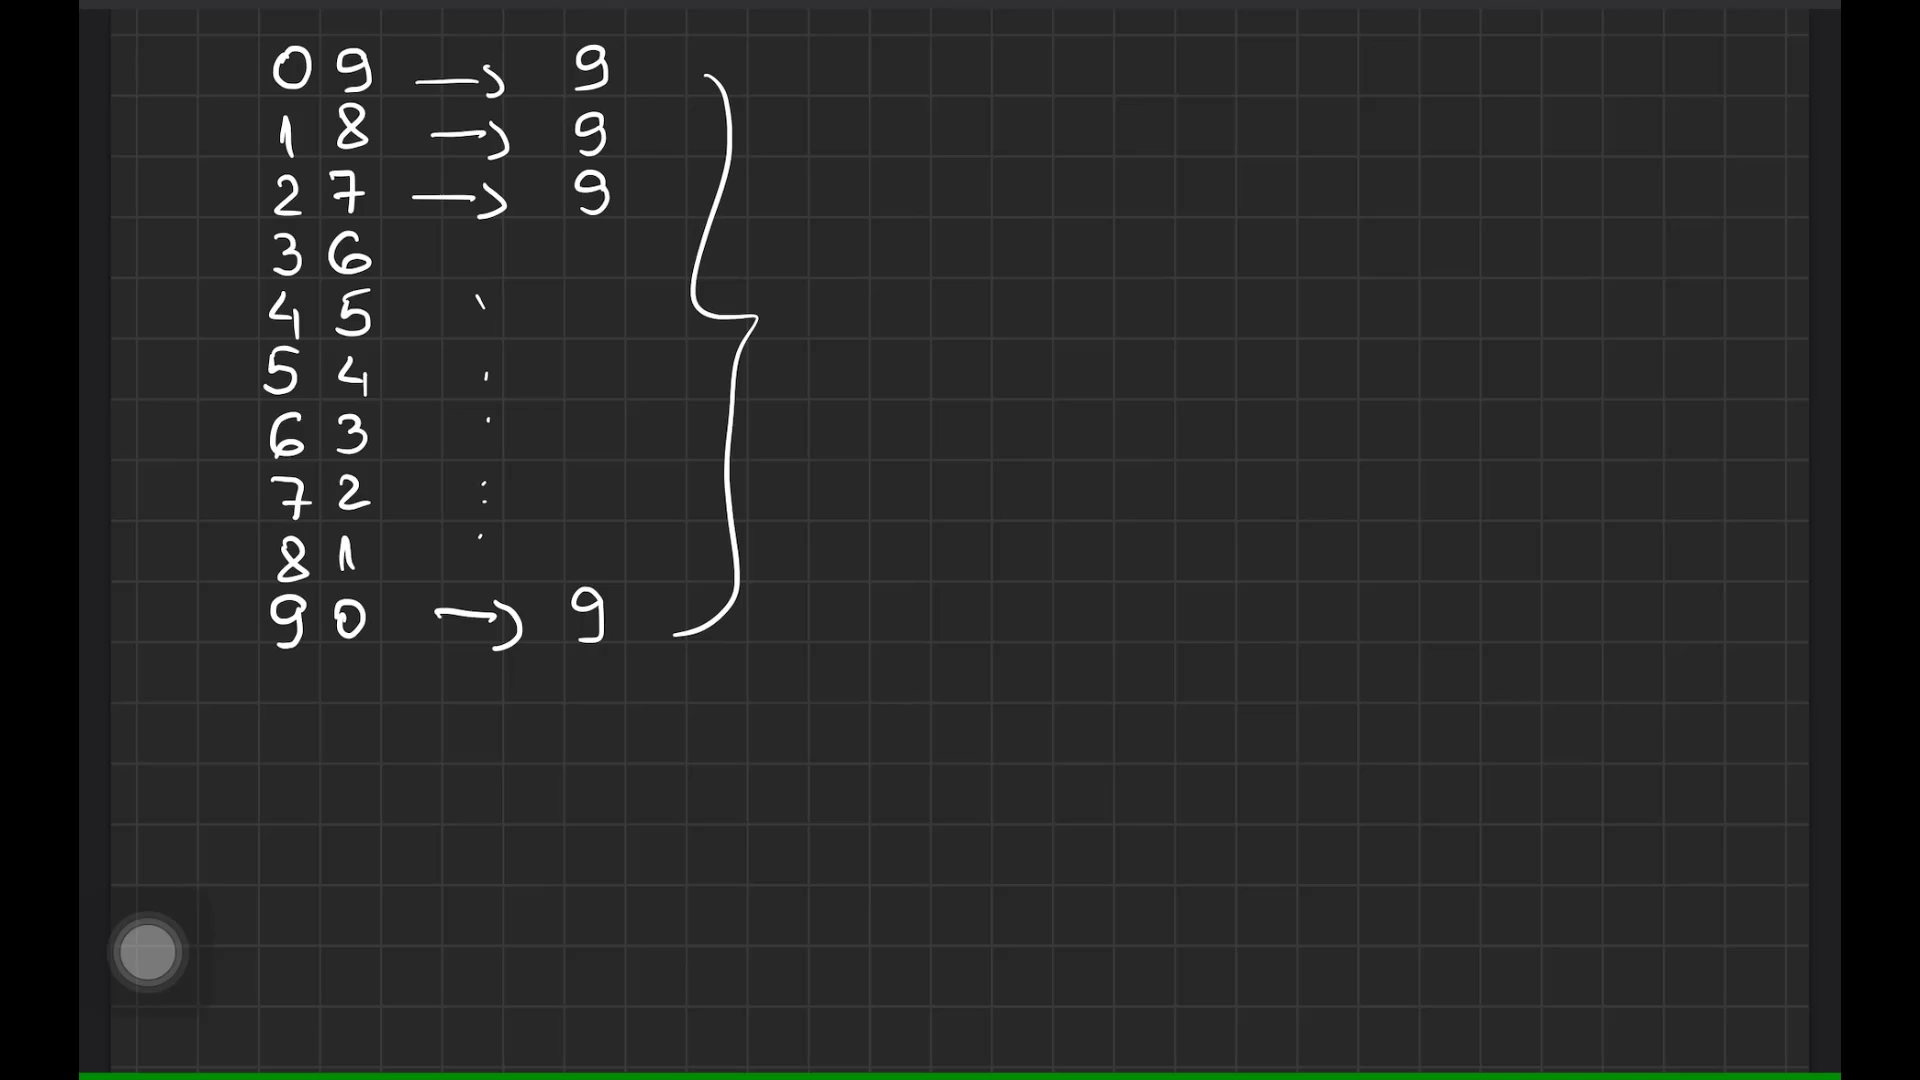 0 9 → 9
1 8 → 9
2 7 → 9
3 6
4 5
5 4
6 3
7 2
8 1
9 0 → 9